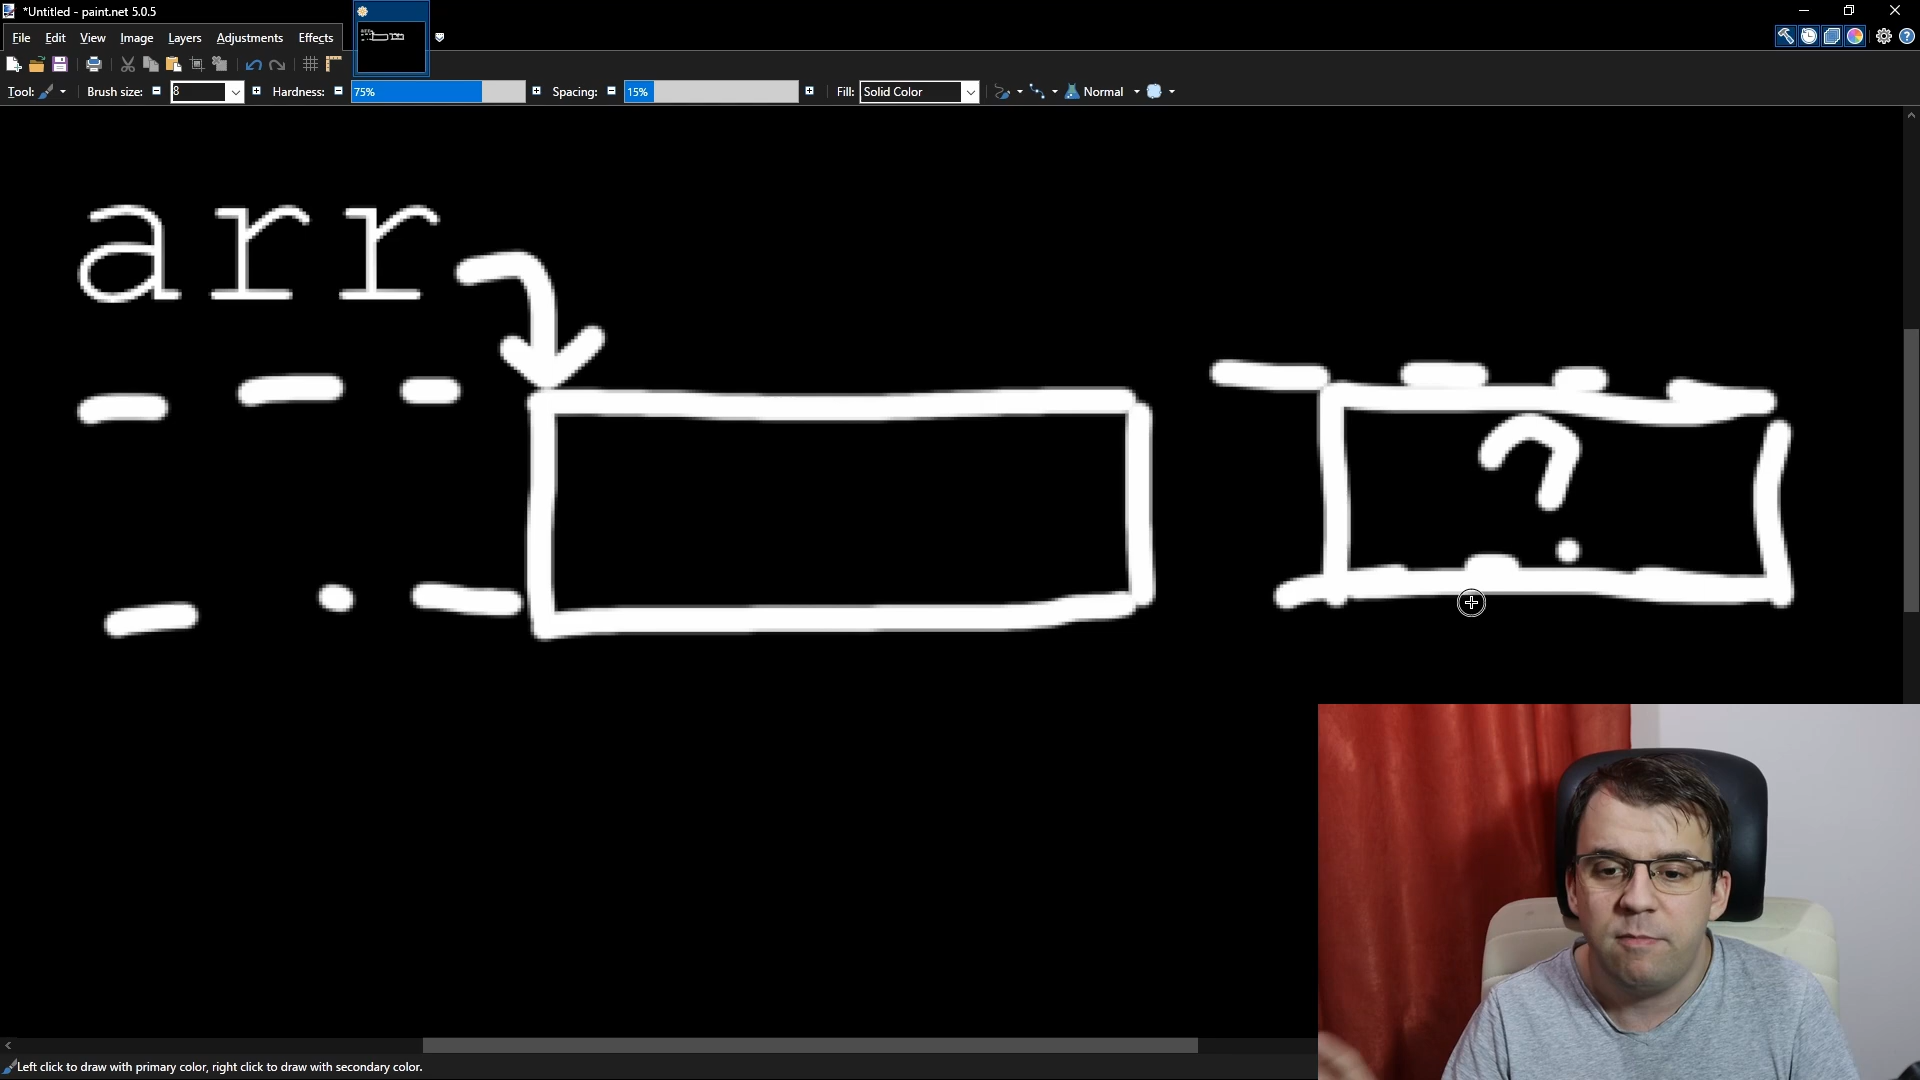 *Untitled - paint.net 5.0.5
File Edit View Image Layers Adjustments Effects
Tool: Brush size: 8 Hardness: 75% Spacing: 15% Fill: Solid Color Normal
arr
?
Left click to draw with primary color, right click to draw with secondary color.